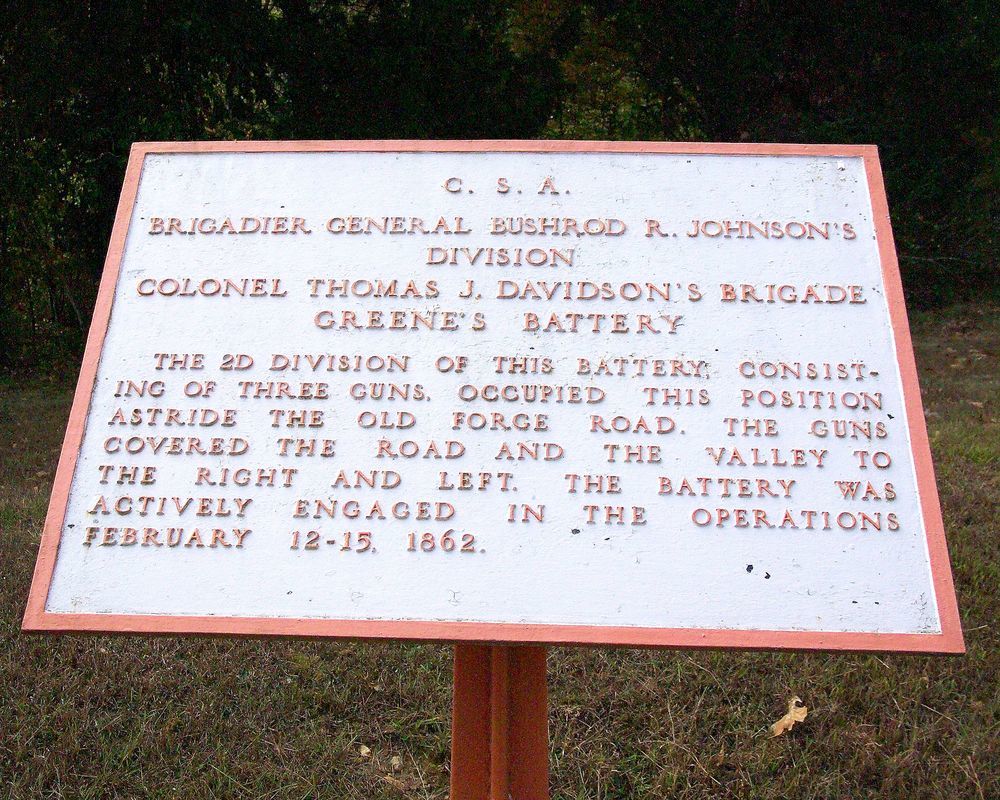 C. S. A.
BRIGADIER GENERAL BUSHROD R. JOHNSON'S
DIVISION
COLONEL THOMAS J. DAVIDSON'S BRIGADE
GREENE'S BATTERY
THE 2D DIVISION OF THIS BATTERY, CONSIST-
ING OF THREE GUNS, OCCUPIED THIS POSITION
ASTRIDE THE OLD FORGE ROAD. THE GUNS
COVERED THE ROAD AND THE VALLEY TO
THE RIGHT AND LEFT. THE BATTERY WAS
ACTIVELY ENGAGED IN THE OPERATIONS
FEBRUARY 12-15, 1862.